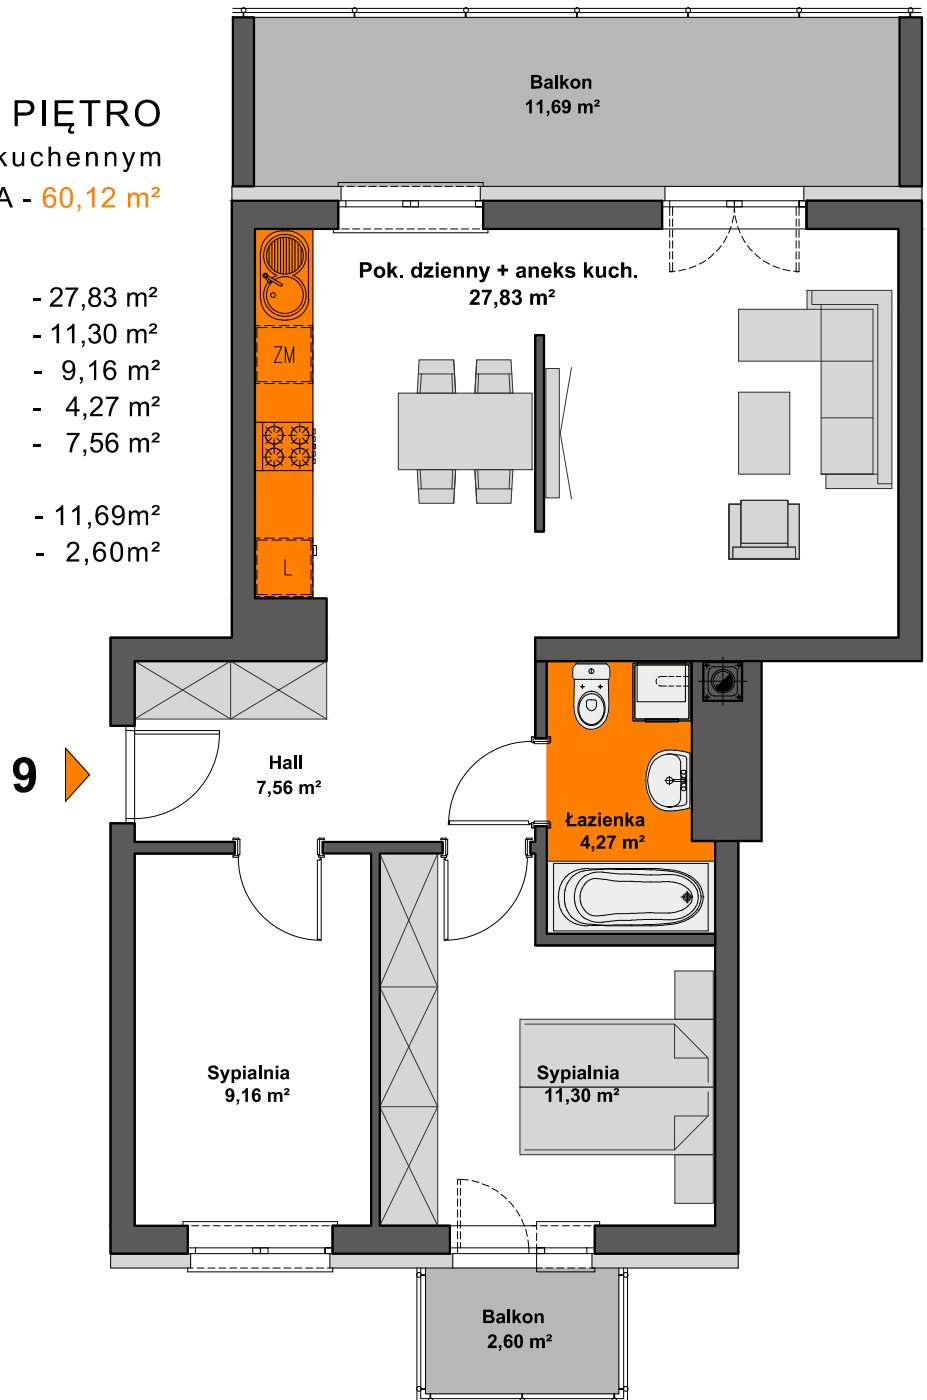 Balkon
11,69 m²
PIĘTRO
kuchennym
A - 60,12 m²
- 27,83 m²
- 11,30 m²
- 9,16 m²
- 4,27 m²
- 7,56 m²
- 11,69m²
- 2,60m²
Pok. dzienny + aneks kuch.
27,83 m²
ZM
L
9
Hall
7,56 m²
Łazienka
4,27 m²
Sypialnia
9,16 m²
Sypialnia
11,30 m²
Balkon
2,60 m²